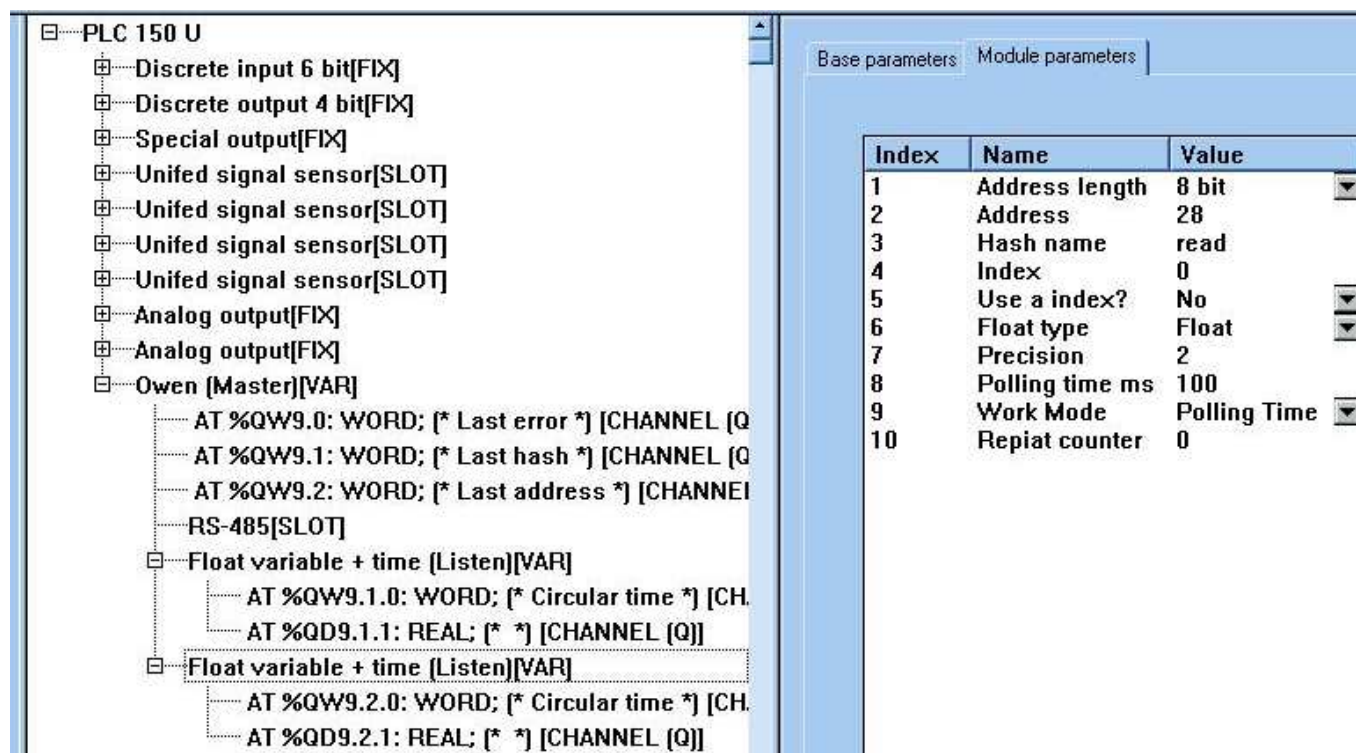 PLC 150 U
Discrete input 6 bit[FIX]
Discrete output 4 bit[FIX]
Special output[FIX]
Unifed signal sensor[SLOT]
Unifed signal sensor[SLOT]
Unifed signal sensor[SLOT]
Unifed signal sensor[SLOT]
Analog output[FIX]
Analog output[FIX]
Owen (Master)[VAR]
AT %QW9.0: WORD; (* Last error *) [CHANNEL (Q
AT %QW9.1: WORD; (* Last hash *) [CHANNEL (Q
AT %QW9.2: WORD; (* Last address *) [CHANNEL
RS-485[SLOT]
Float variable + time (Listen)[VAR]
AT %QW9.1.0: WORD; (* Circular time *) [CH
AT %QD9.1.1: REAL; (* *) [CHANNEL (Q)]
Float variable + time (Listen)[VAR]
AT %QW9.2.0: WORD; (* Circular time *) [CH
AT %QD9.2.1: REAL; (* *) [CHANNEL (Q)]
Base parameters Module parameters
Index Name Value
1 Address length 8 bit
2 Address 28
3 Hash name read
4 Index 0
5 Use a index? No
6 Float type Float
7 Precision 2
8 Polling time ms 100
9 Work Mode Polling Time
10 Repiat counter 0